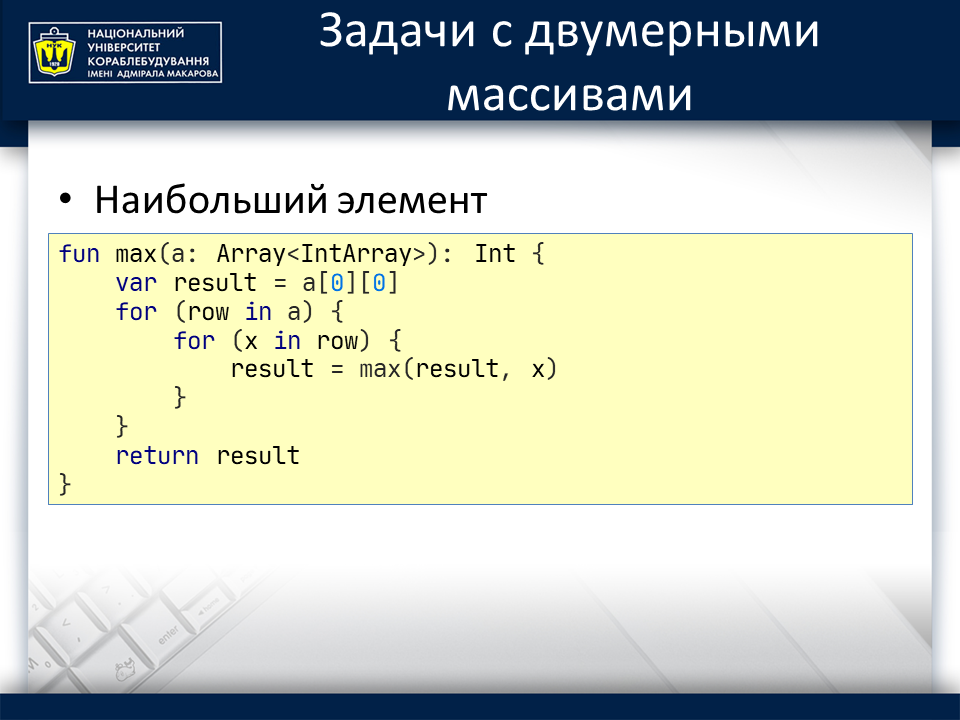 НАЦІОНАЛЬНИЙ
УНІВЕРСИТЕТ
КОРАБЛЕБУДУВАННЯ
ІМЕНІ АДМІРАЛА МАКАРОВА
НУК
1920
Задачи с двумерными
массивами
• Наибольший элемент
fun max(a: Array<IntArray>): Int {
    var result = a[0][0]
    for (row in a) {
        for (x in row) {
            result = max(result, x)
        }
    }
    return result
}
enter